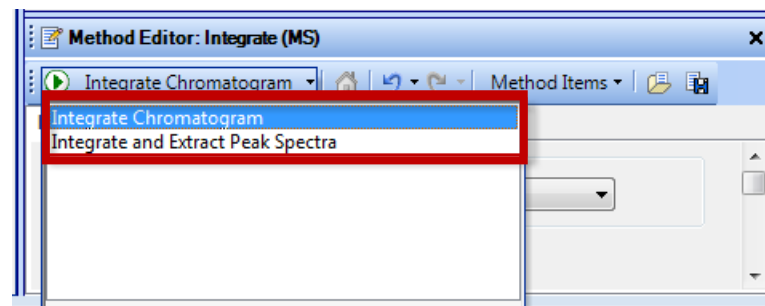 Method Editor: Integrate (MS)
Integrate Chromatogram Method Items
Integrate Chromatogram
Integrate and Extract Peak Spectra